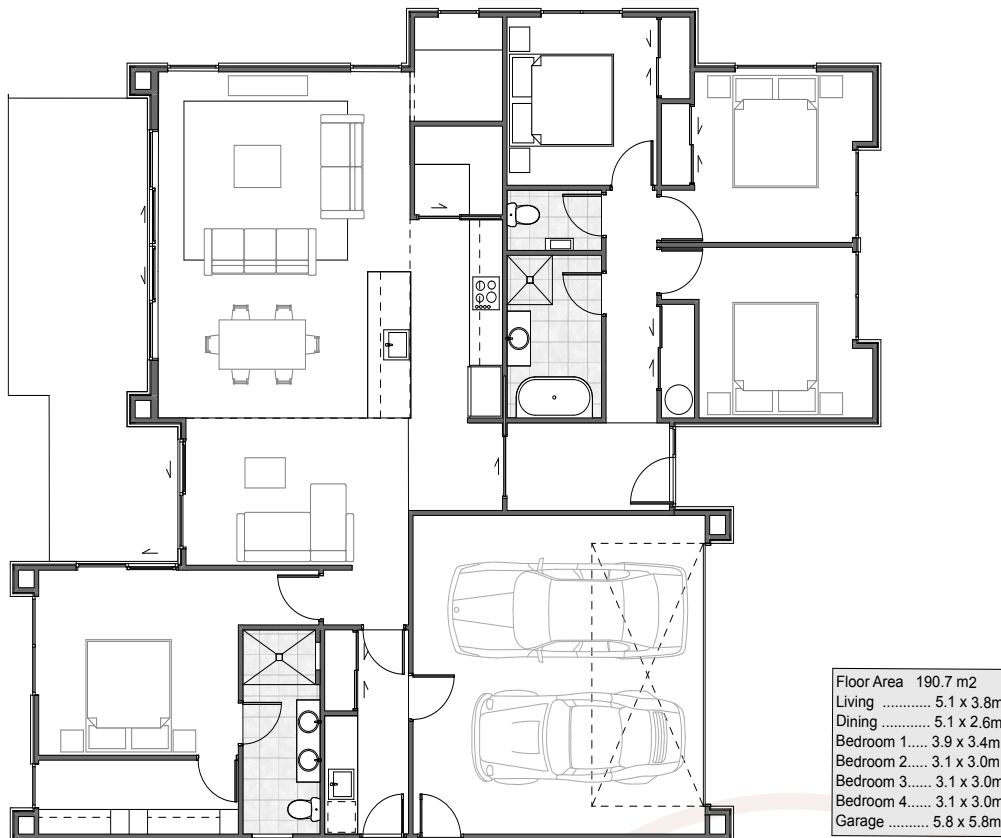 Floor Area 190.7 m2
Living ............ 5.1 x 3.8m
Dining ............ 5.1 x 2.6m
Bedroom 1..... 3.9 x 3.4m
Bedroom 2..... 3.1 x 3.0m
Bedroom 3...... 3.1 x 3.0m
Bedroom 4...... 3.1 x 3.0m
Garage .......... 5.8 x 5.8m